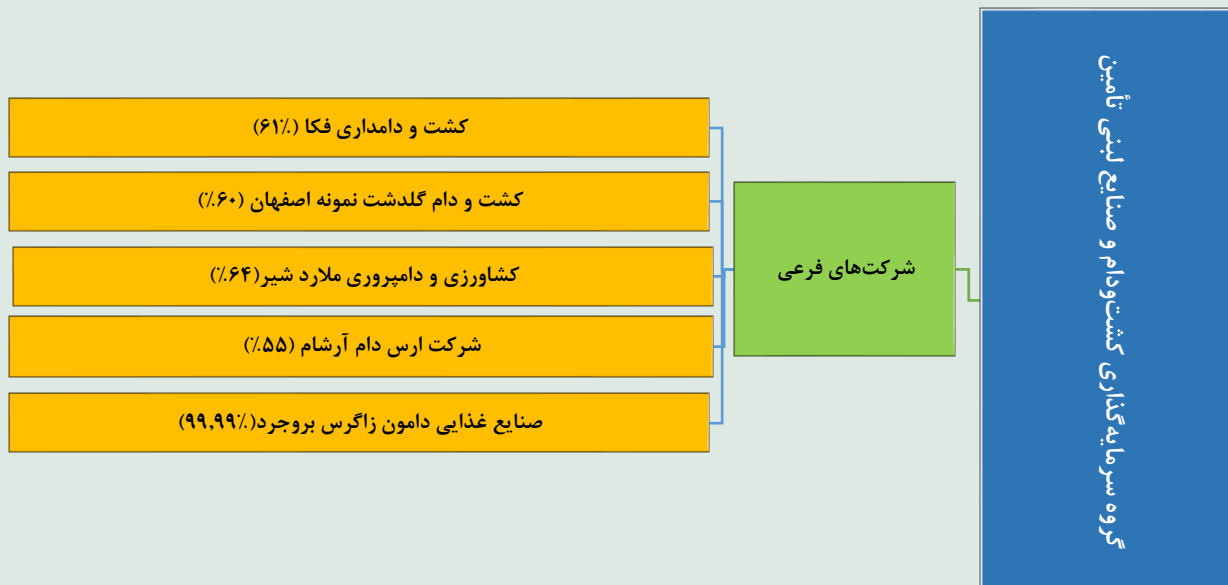 گروه سرمایه‌گذاری کشت‌ودام و صنایع لبنی تأمین
شرکت‌های فرعی
کشت و دامداری فکا (۶۱٪)
کشت و دام گلدشت نمونه اصفهان (۶۰٪)
کشاورزی و دامپروری ملارد شیر(۶۴٪)
شرکت ارس دام آرشام (۵۵٪)
صنایع غذایی دامون زاگرس بروجرد(۹۹,۹۹٪)